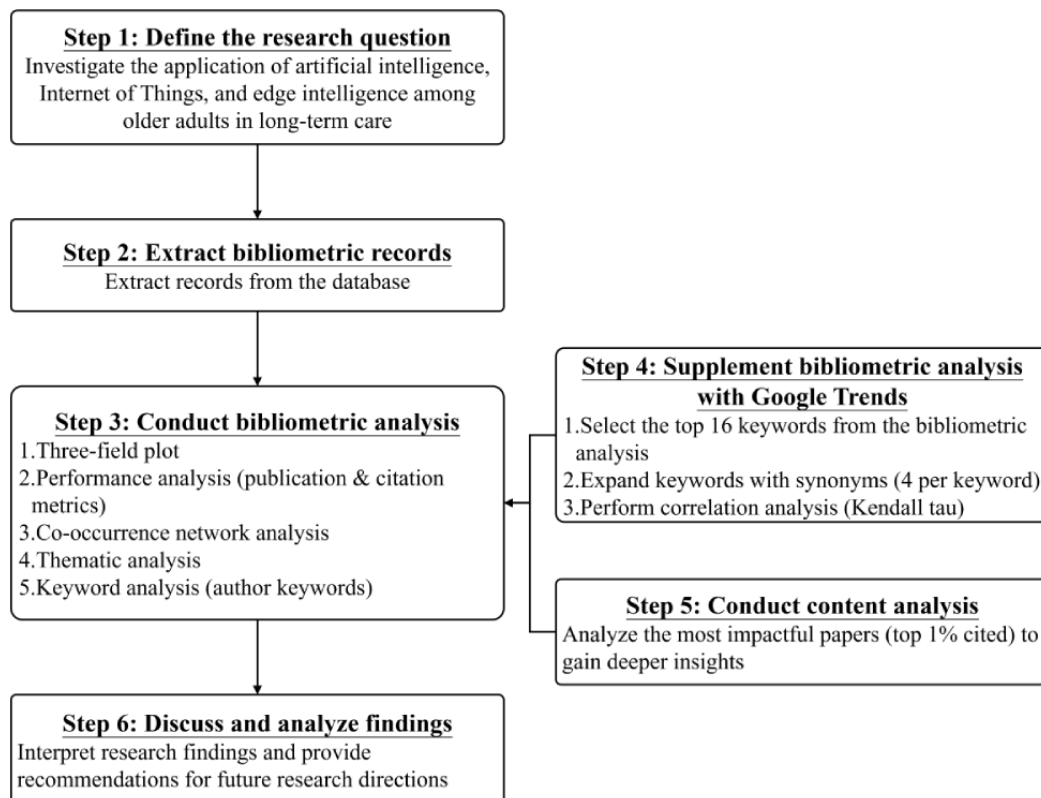 Step 1: Define the research question
Investigate the application of artificial intelligence,
Internet of Things, and edge intelligence among
older adults in long-term care
Step 2: Extract bibliometric records
Extract records from the database
Step 3: Conduct bibliometric analysis
1.Three-field plot
2.Performance analysis (publication & citation
metrics)
3.Co-occurrence network analysis
4.Thematic analysis
5.Keyword analysis (author keywords)
Step 4: Supplement bibliometric analysis
with Google Trends
1.Select the top 16 keywords from the bibliometric
analysis
2.Expand keywords with synonyms (4 per keyword)
3.Perform correlation analysis (Kendall tau)
Step 5: Conduct content analysis
Analyze the most impactful papers (top 1% cited) to
gain deeper insights
Step 6: Discuss and analyze findings
Interpret research findings and provide
recommendations for future research directions